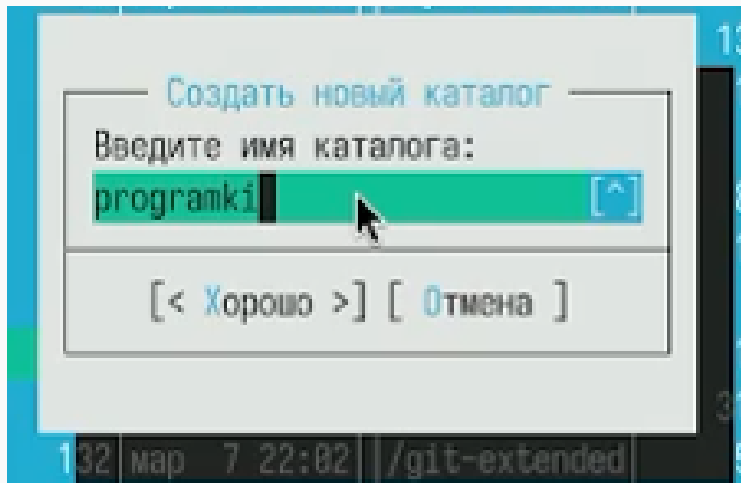 Создать новый каталог
Введите имя каталога:
programki [^]
[< Хорошо >] [ Отмена ]
132 мар 7 22:02 /git-extended